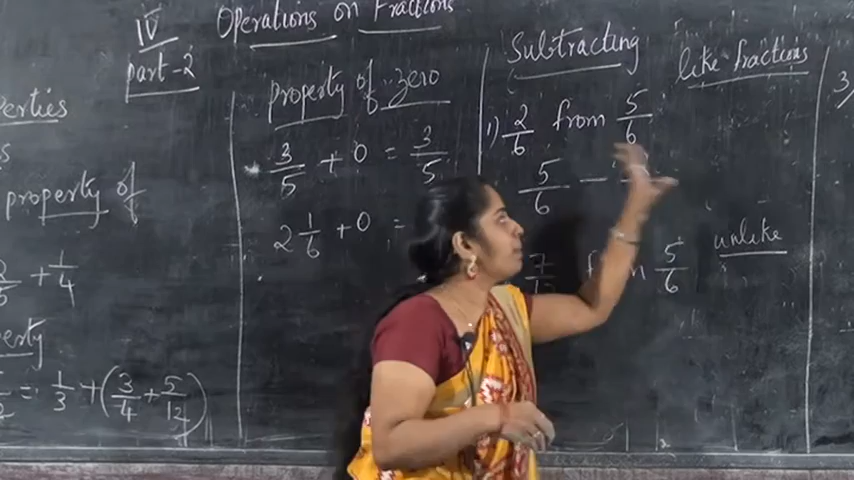 IV Operations on Fractions
part-2
perties
property of
+ 1/4
= 1/3 + (3/4 + 5/12)
property of zero
3/5 + 0 = 3/5
2 1/6 + 0 =
Subtracting like fractions
1) 2/6 from 5/6
5/6 -
5/6 unlike